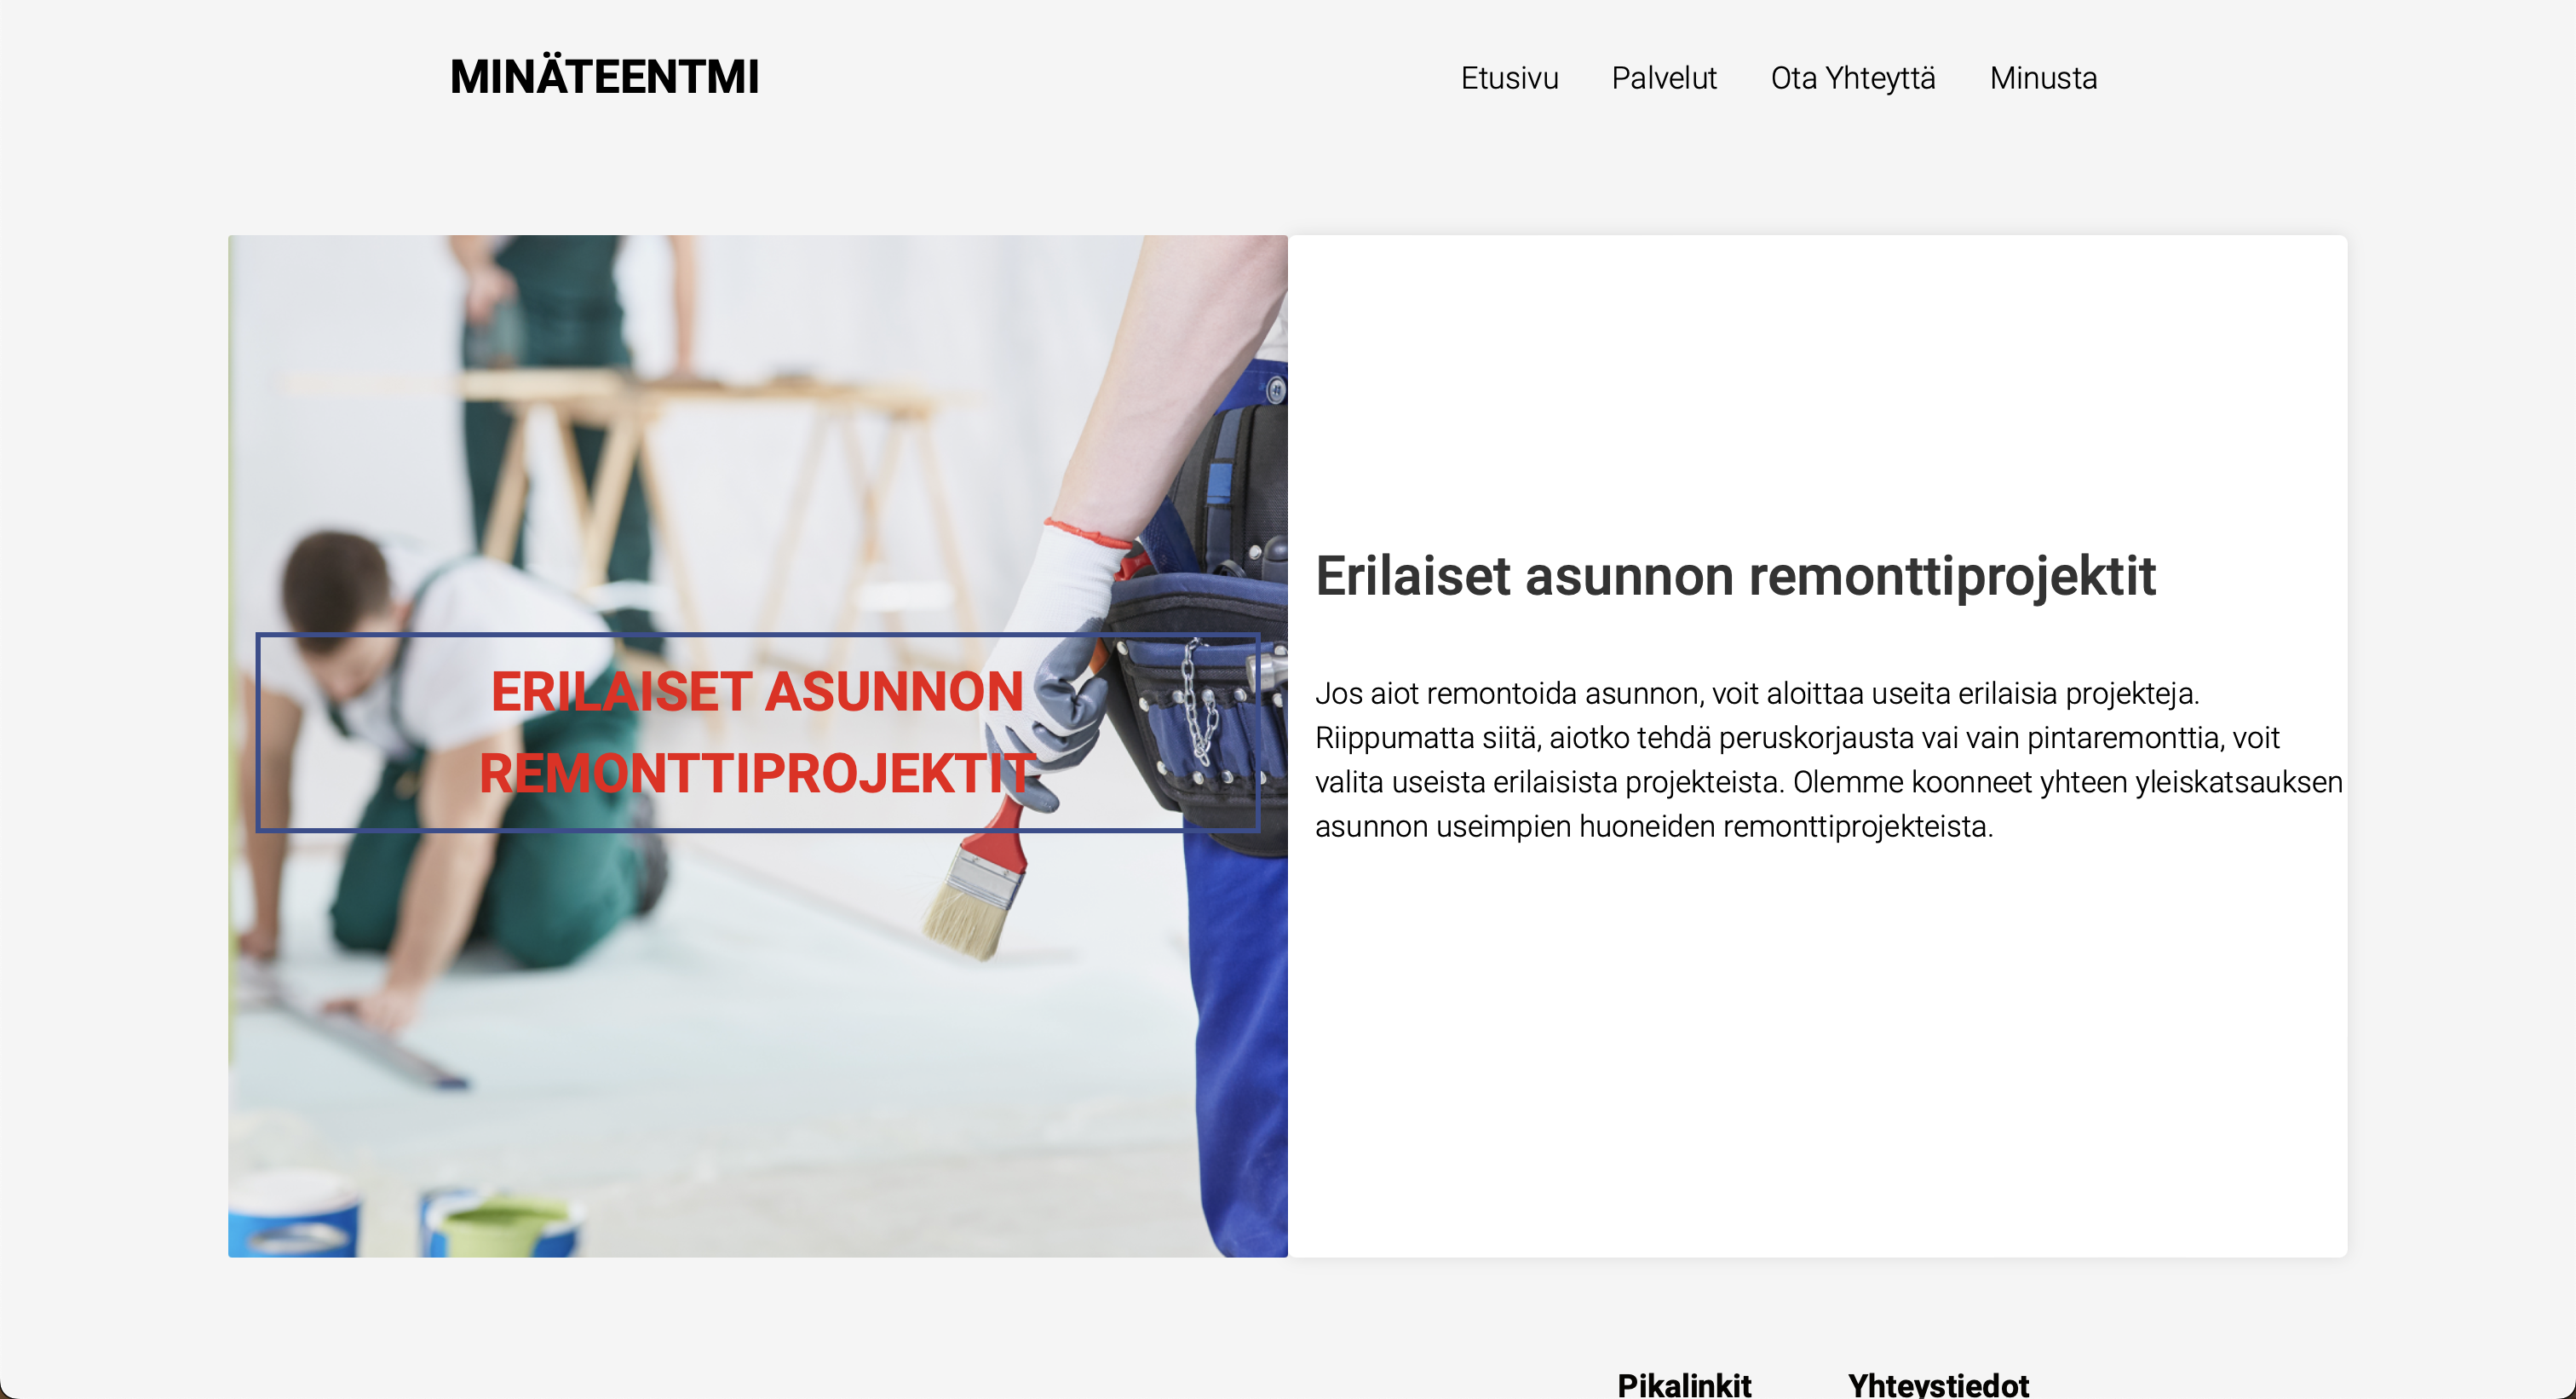 MINÄTEENTMI
Etusivu Palvelut Ota Yhteyttä Minusta
ERILAISET ASUNNON
REMONTTIPROJEKTIT
Erilaiset asunnon remonttiprojektit
Jos aiot remontoida asunnon, voit aloittaa useita erilaisia projekteja.
Riippumatta siitä, aiotko tehdä peruskorjausta vai vain pintaremonttia, voit
valita useista erilaisista projekteista. Olemme koonneet yhteen yleiskatsauksen
asunnon useimpien huoneiden remonttiprojekteista.
Pikalinkit Yhteystiedot